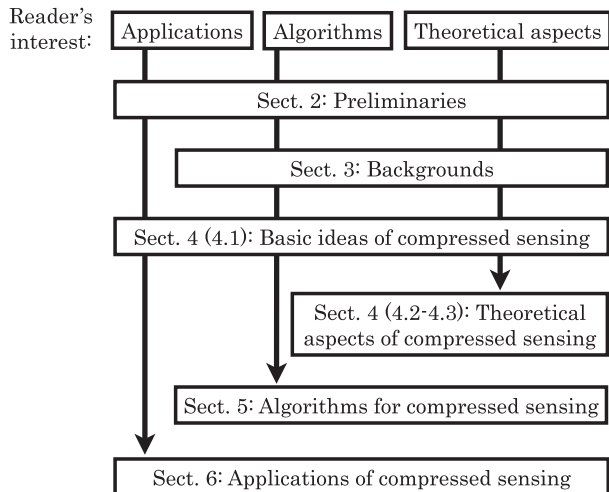 Reader's
interest:
Applications
Algorithms
Theoretical aspects
Sect. 2: Preliminaries
Sect. 3: Backgrounds
Sect. 4 (4.1): Basic ideas of compressed sensing
Sect. 4 (4.2-4.3): Theoretical
aspects of compressed sensing
Sect. 5: Algorithms for compressed sensing
Sect. 6: Applications of compressed sensing